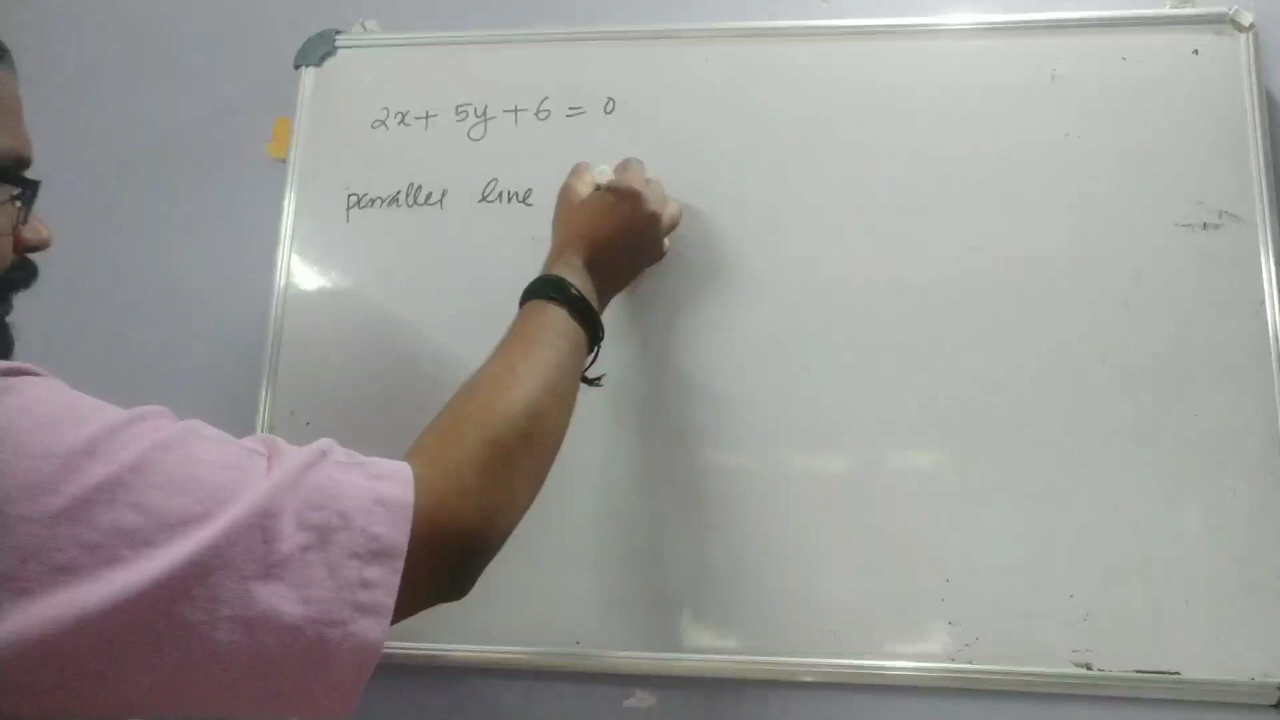 2x + 5y + 6 = 0
parallel line